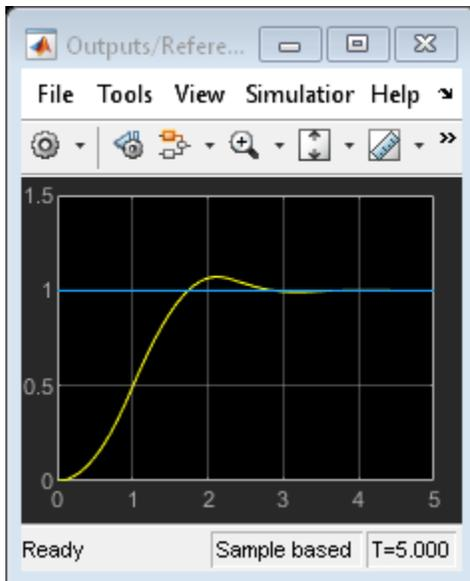 Outputs/Refere...
File Tools View Simulatior Help
1.5
1
0.5
0
0 1 2 3 4 5
Ready Sample based T=5.000